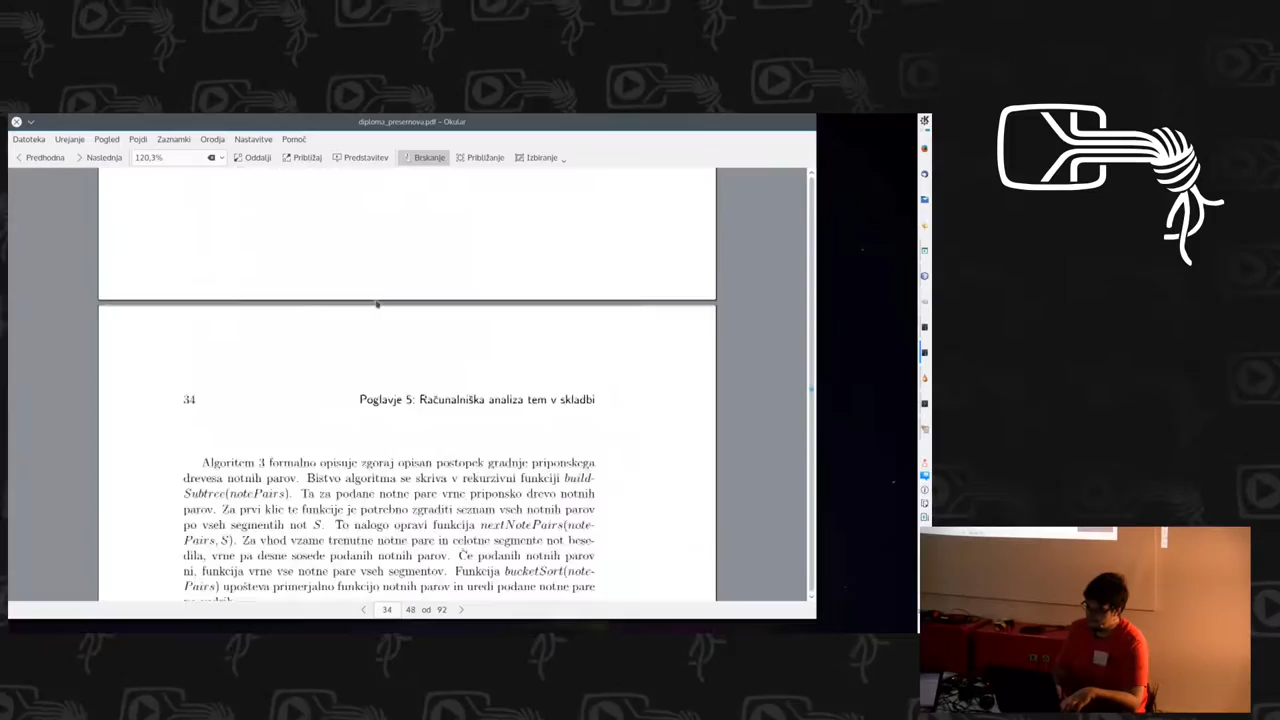 diploma_presernova.pdf – Okular
Datoteka Urejanje Pogled Pojdi Zaznamki Orodja Nastavitve Pomoč
Predhodna Naslednja 120,3% Oddalji Približaj Predstavitev Brskanje Približanje Izbiranje
34 Poglavje 5: Računalniška analiza tem v skladbi
Algoritem 3 formalno opisuje zgoraj opisan postopek gradnje priponskega
drevesa notnih parov. Bistvo algoritma se skriva v rekurzivni funkciji build-
Subtree(notePairs). Ta za podane notne pare vrne priponsko drevo notnih
parov. Za prvi klic te funkcije je potrebno zgraditi seznam vseh notnih parov
po vseh segmentih not S. To nalogo opravi funkcija nextNotePairs(note-
Pairs, S). Za vhod vzame trenutne notne pare in celotne segmente not bese-
dila, vrne pa desne sosede podanih notnih parov. Če podanih notnih parov
ni, funkcija vrne vse notne pare vseh segmentov. Funkcija bucketSort(note-
Pairs) upošteva primerjalno funkcijo notnih parov in uredi podane notne pare
34 48 od 92